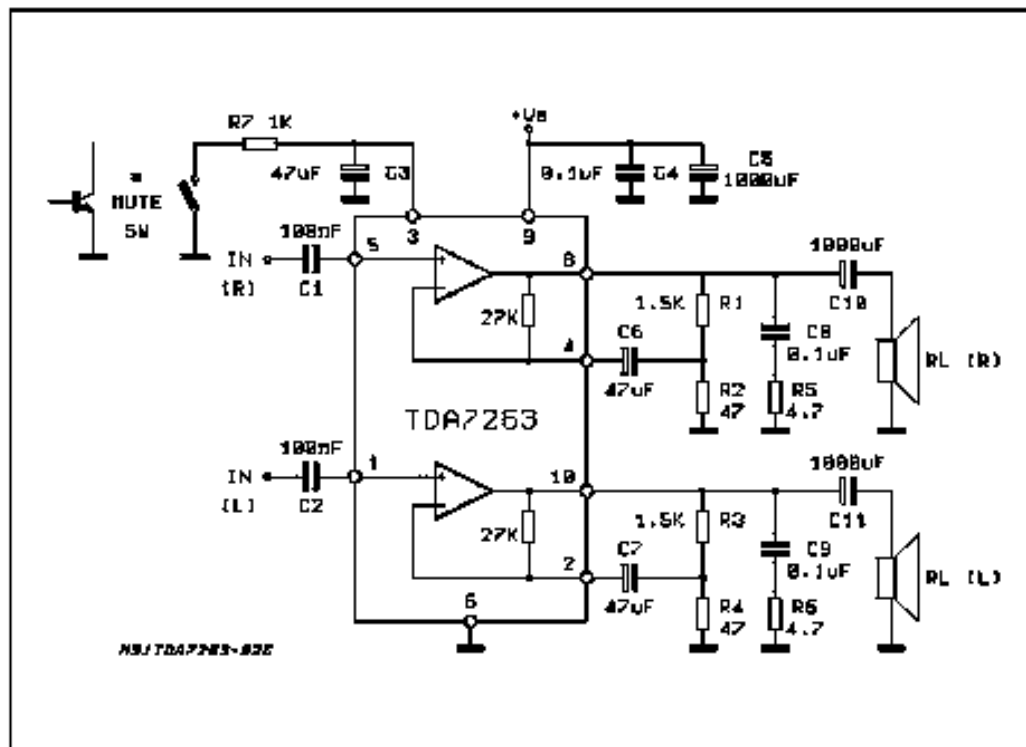 R7 1K
+Vs
47uF
C3
0.1uF
C4
C5
1000uF
*
MUTE
SW
3
9
100nF
5
8
1000uF
IN
(R)
C1
C10
27K
1.5K
R1
C6
C8
0.1uF
4
47uF
R2
47
R5
4.7
RL (R)
TDA7263
100nF
1
10
1000uF
IN
(L)
C2
C11
27K
1.5K
R3
C7
C9
0.1uF
2
47uF
R4
47
R6
4.7
RL (L)
6